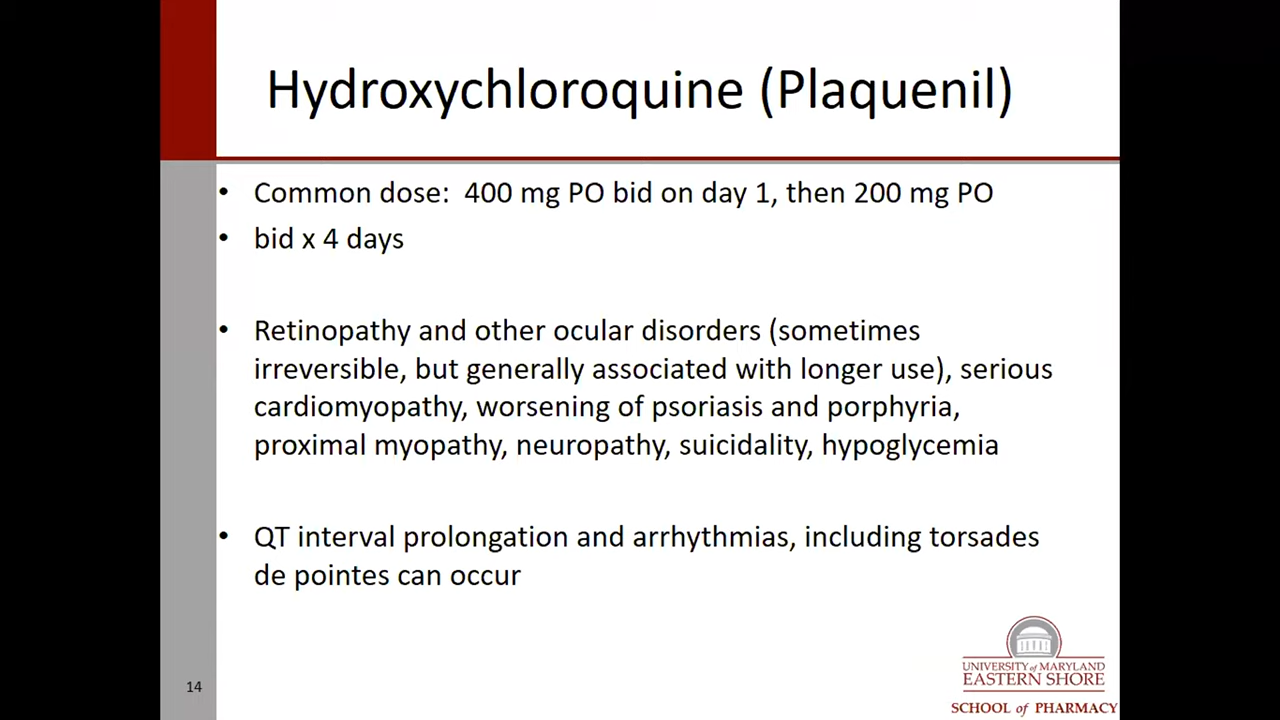 Hydroxychloroquine (Plaquenil)
• Common dose:  400 mg PO bid on day 1, then 200 mg PO
• bid x 4 days
• Retinopathy and other ocular disorders (sometimes
irreversible, but generally associated with longer use), serious
cardiomyopathy, worsening of psoriasis and porphyria,
proximal myopathy, neuropathy, suicidality, hypoglycemia
• QT interval prolongation and arrhythmias, including torsades
de pointes can occur
14
UNIVERSITY of MARYLAND
EASTERN SHORE
SCHOOL of PHARMACY